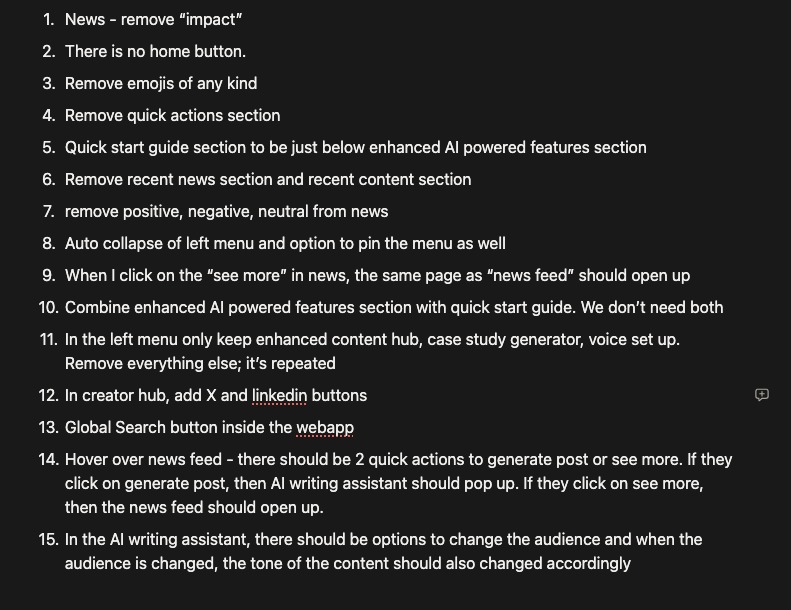 1. News - remove “impact”
2. There is no home button.
3. Remove emojis of any kind
4. Remove quick actions section
5. Quick start guide section to be just below enhanced AI powered features section
6. Remove recent news section and recent content section
7. remove positive, negative, neutral from news
8. Auto collapse of left menu and option to pin the menu as well
9. When I click on the “see more” in news, the same page as “news feed” should open up
10. Combine enhanced AI powered features section with quick start guide. We don’t need both
11. In the left menu only keep enhanced content hub, case study generator, voice set up.
Remove everything else; it’s repeated
12. In creator hub, add X and linkedin buttons
13. Global Search button inside the webapp
14. Hover over news feed - there should be 2 quick actions to generate post or see more. If they
click on generate post, then AI writing assistant should pop up. If they click on see more,
then the news feed should open up.
15. In the AI writing assistant, there should be options to change the audience and when the
audience is changed, the tone of the content should also changed accordingly